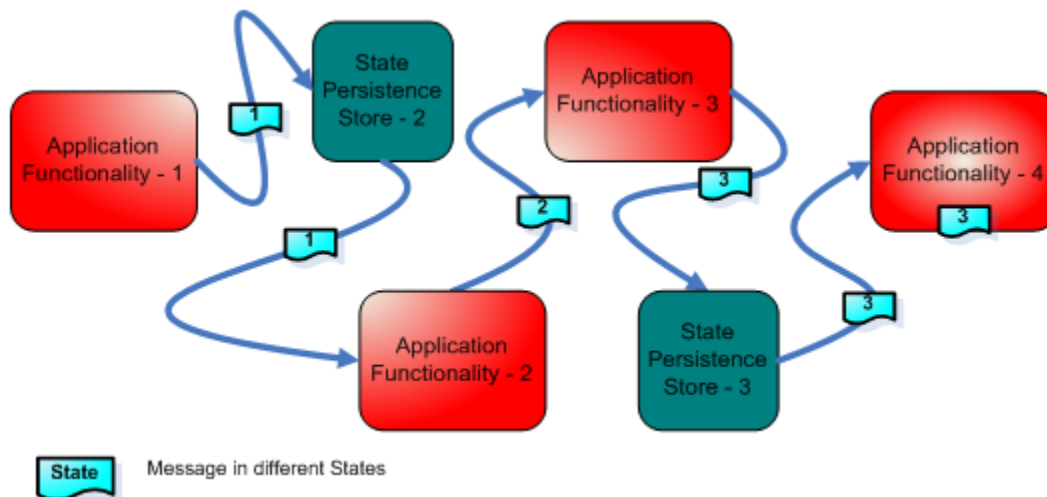 Application
Functionality - 1
1
State
Persistence
Store - 2
1
Application
Functionality - 2
2
Application
Functionality - 3
3
State
Persistence
Store - 3
3
Application
Functionality - 4
3
State
Message in different States